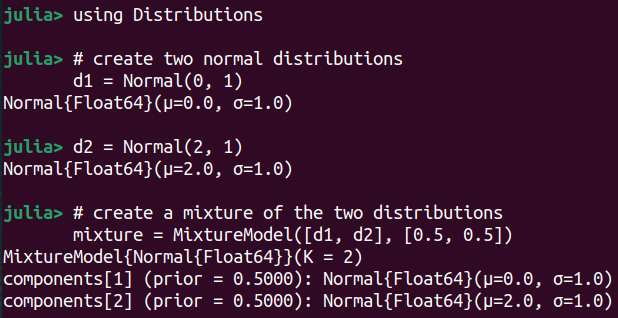 julia> using Distributions
julia> # create two normal distributions
d1 = Normal(0, 1)
Normal{Float64}(μ=0.0, σ=1.0)
julia> d2 = Normal(2, 1)
Normal{Float64}(μ=2.0, σ=1.0)
julia> # create a mixture of the two distributions
mixture = MixtureModel([d1, d2], [0.5, 0.5])
MixtureModel{Normal{Float64}}(K = 2)
components[1] (prior = 0.5000): Normal{Float64}(μ=0.0, σ=1.0)
components[2] (prior = 0.5000): Normal{Float64}(μ=2.0, σ=1.0)